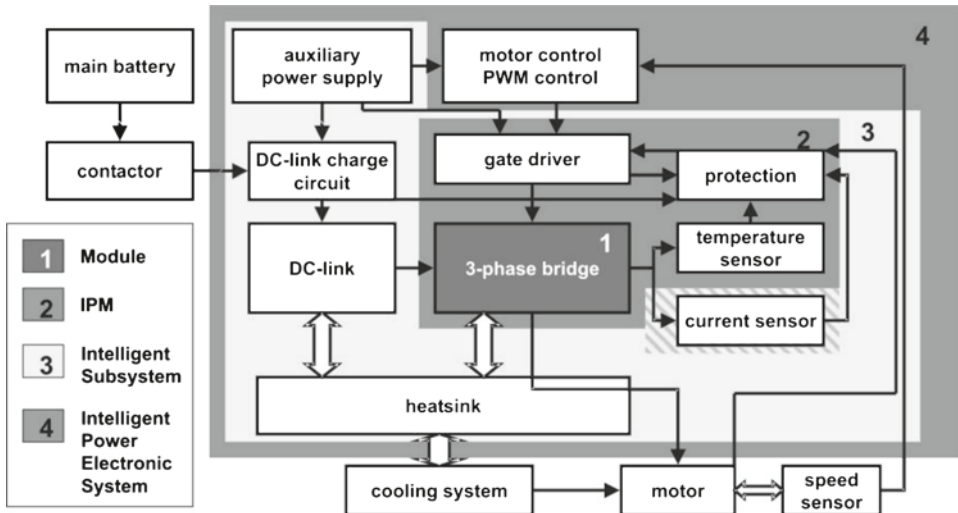 4
main battery
auxiliary
power supply
motor control
PWM control
contactor
DC-link charge
circuit
gate driver
2
3
protection
1
Module
2
IPM
3
Intelligent
Subsystem
4
Intelligent
Power
Electronic
System
DC-link
1
3-phase bridge
temperature
sensor
current sensor
heatsink
cooling system
motor
speed
sensor